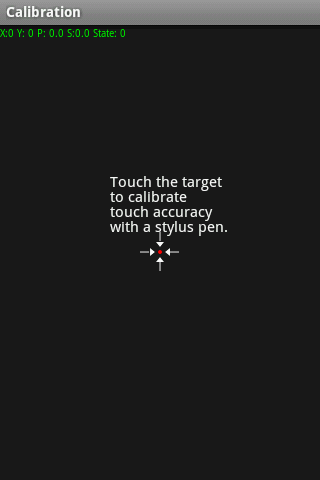 Calibration
X:0 Y: 0 P: 0.0 S:0.0 State: 0
Touch the target
to calibrate
touch accuracy
with a stylus pen.